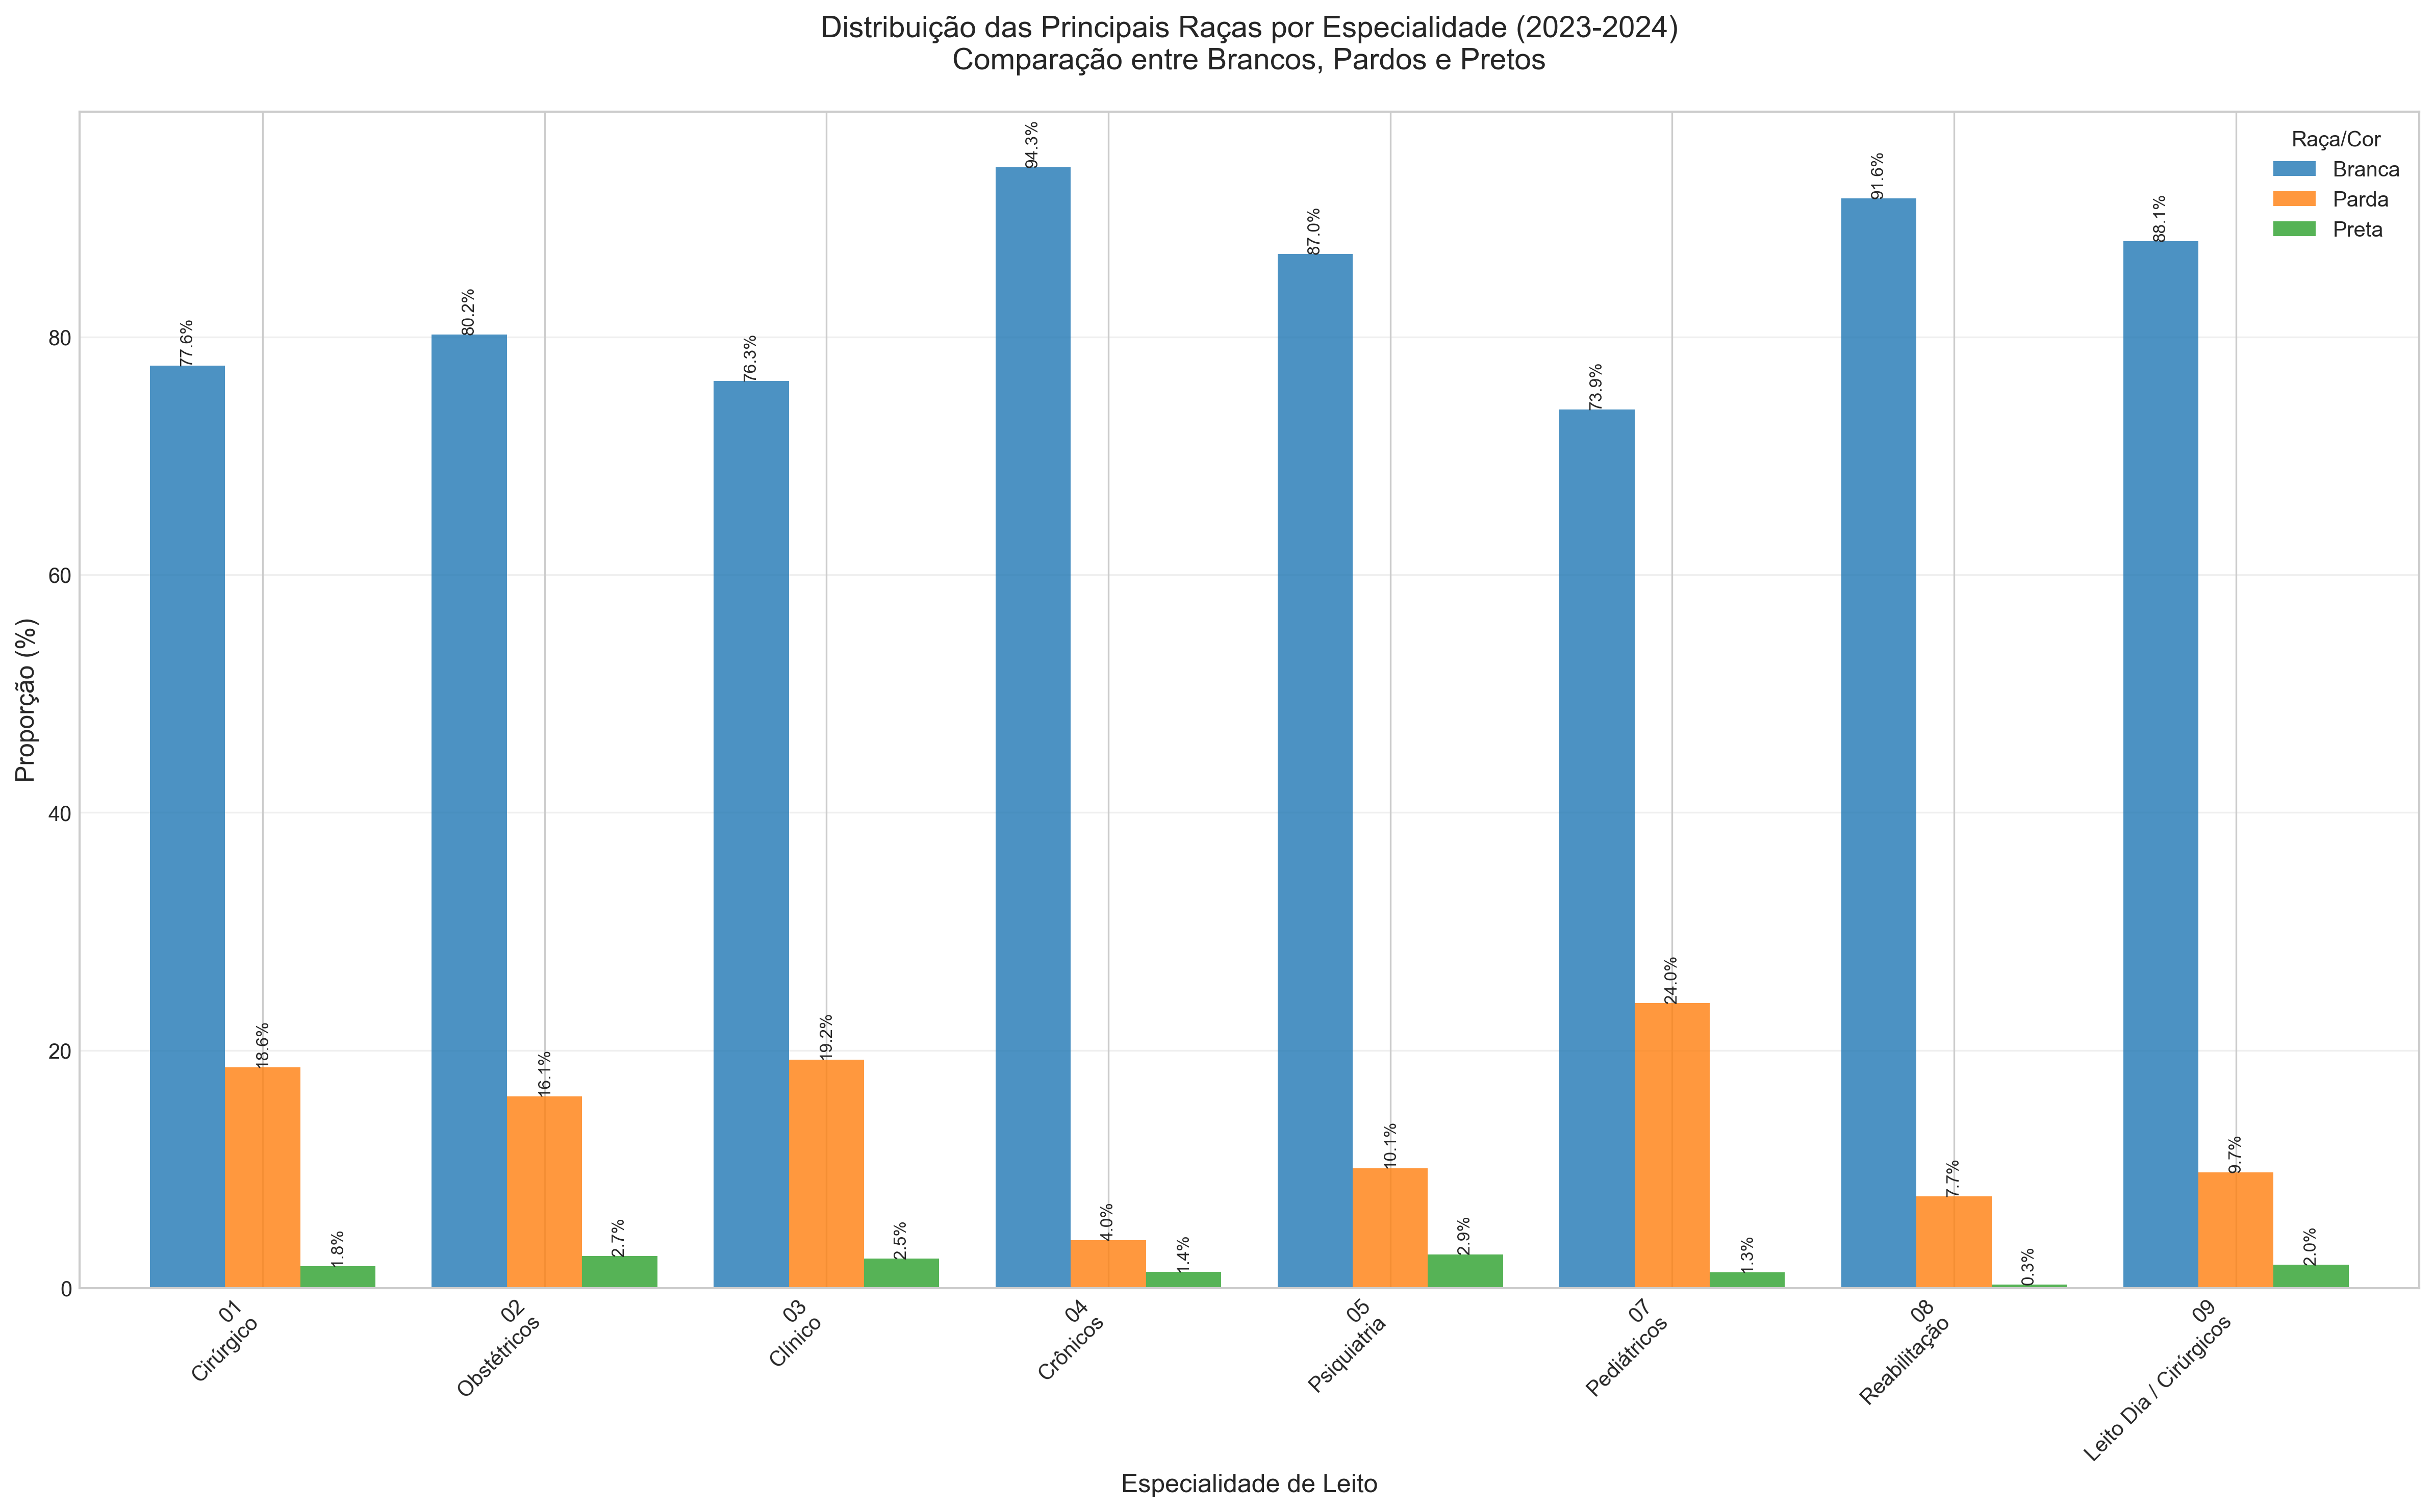 Distribuição das Principais Raças por Especialidade (2023-2024)
Comparação entre Brancos, Pardos e Pretos
Raça/Cor
Branca
Parda
Preta
Proporção (%)
80
60
40
20
0
77.6%
18.6%
1.8%
80.2%
16.1%
2.7%
76.3%
19.2%
2.5%
94.3%
4.0%
1.4%
87.0%
10.1%
2.9%
73.9%
24.0%
1.3%
91.6%
7.7%
0.3%
88.1%
9.7%
2.0%
01
Cirúrgico
02
Obstétricos
03
Clínico
04
Crônicos
05
Psiquiatria
07
Pediátricos
08
Reabilitação
09
Leito Dia / Cirúrgicos
Especialidade de Leito